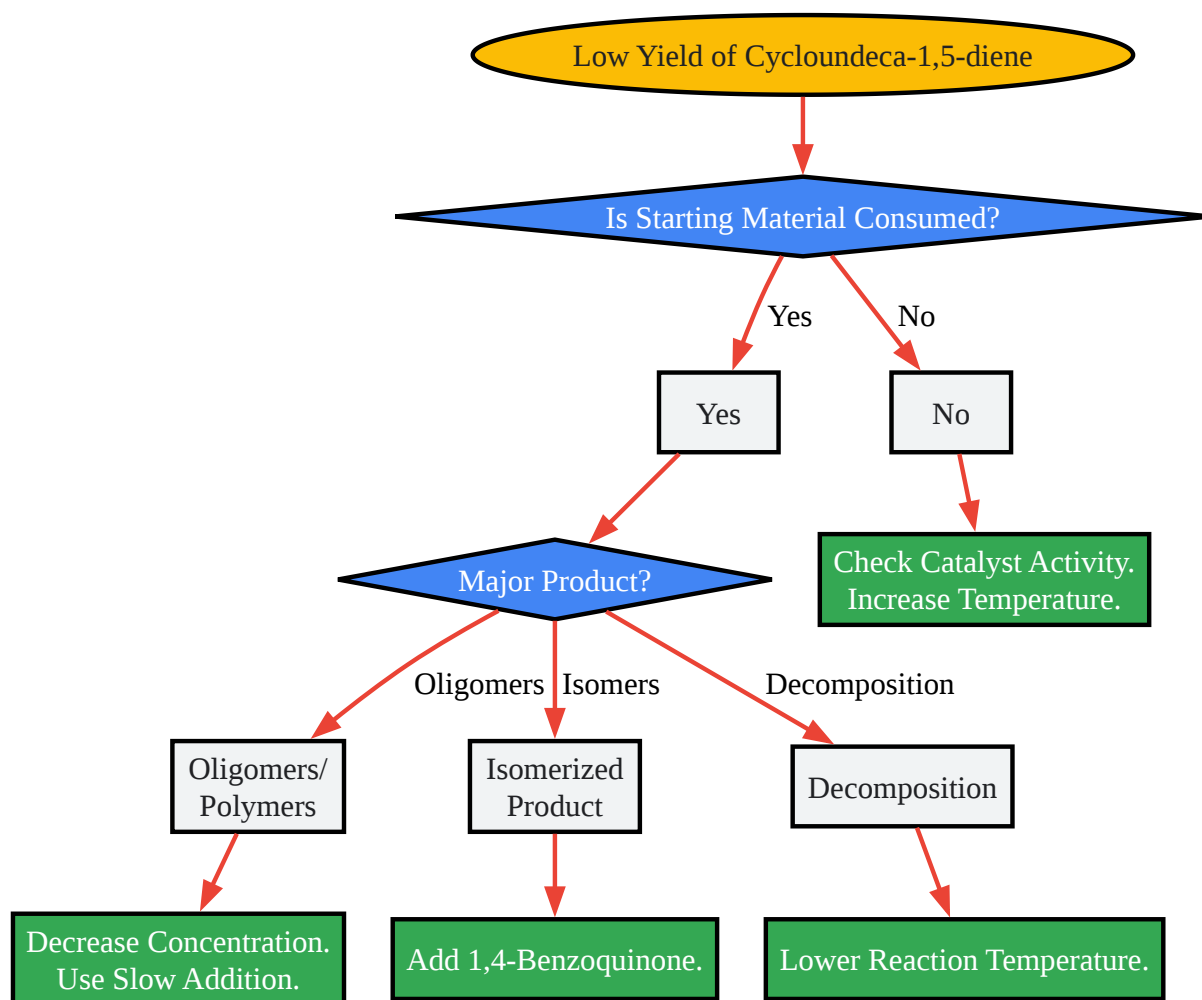 Low Yield of Cycloundeca-1,5-diene
Is Starting Material Consumed?
Yes
No
Yes
No
Check Catalyst Activity.
Increase Temperature.
Major Product?
Oligomers
Isomers
Decomposition
Oligomers/
Polymers
Isomerized
Product
Decomposition
Decrease Concentration.
Use Slow Addition.
Add 1,4-Benzoquinone.
Lower Reaction Temperature.